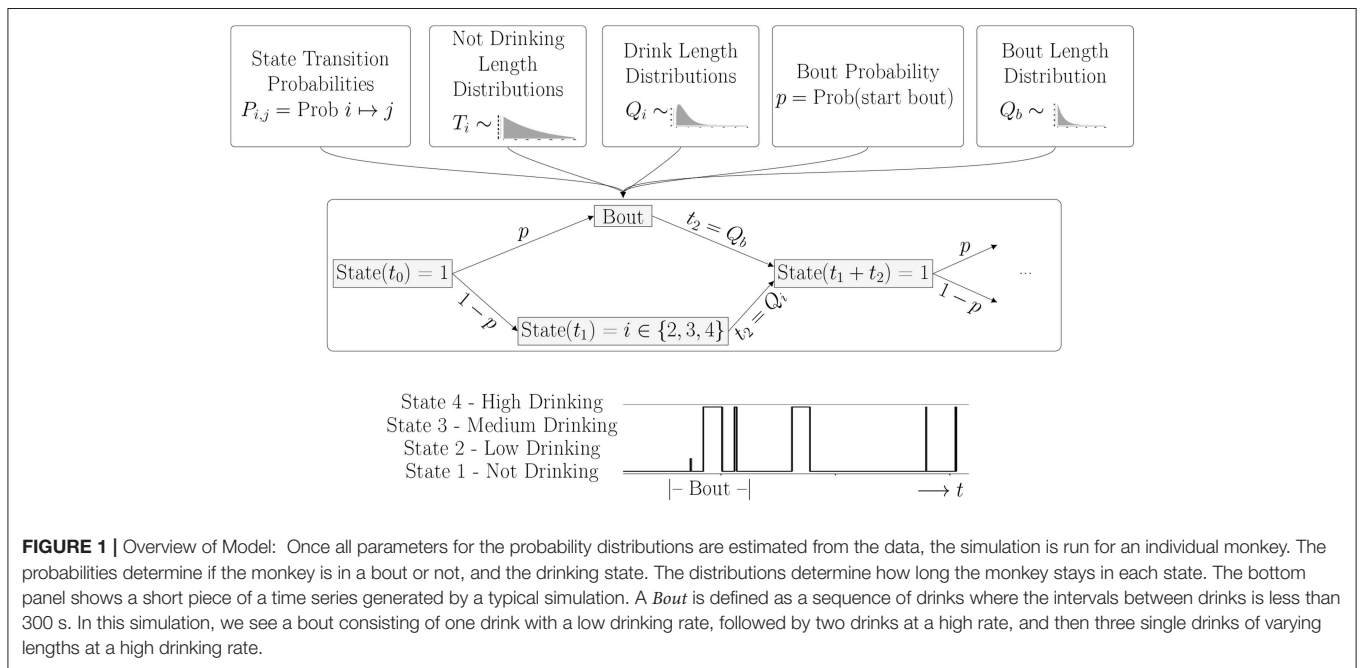 State Transition
Probabilities
P_{i,j} = Prob i ↦ j
Not Drinking
Length
Distributions
T_i ∼
Drink Length
Distributions
Q_i ∼
Bout Probability
p = Prob(start bout)
Bout Length
Distribution
Q_b ∼
Bout
p
t_2 = Q_b
p
State(t_0) = 1
State(t_1 + t_2) = 1
...
1 − p
t_2 = Q_i
1 − p
State(t_1) = i ∈ {2, 3, 4}
State 4 - High Drinking
State 3 - Medium Drinking
State 2 - Low Drinking
State 1 - Not Drinking
|– Bout –|
⟶ t
FIGURE 1 | Overview of Model: Once all parameters for the probability distributions are estimated from the data, the simulation is run for an individual monkey. The
probabilities determine if the monkey is in a bout or not, and the drinking state. The distributions determine how long the monkey stays in each state. The bottom
panel shows a short piece of a time series generated by a typical simulation. A Bout is defined as a sequence of drinks where the intervals between drinks is less than
300 s. In this simulation, we see a bout consisting of one drink with a low drinking rate, followed by two drinks at a high rate, and then three single drinks of varying
lengths at a high drinking rate.